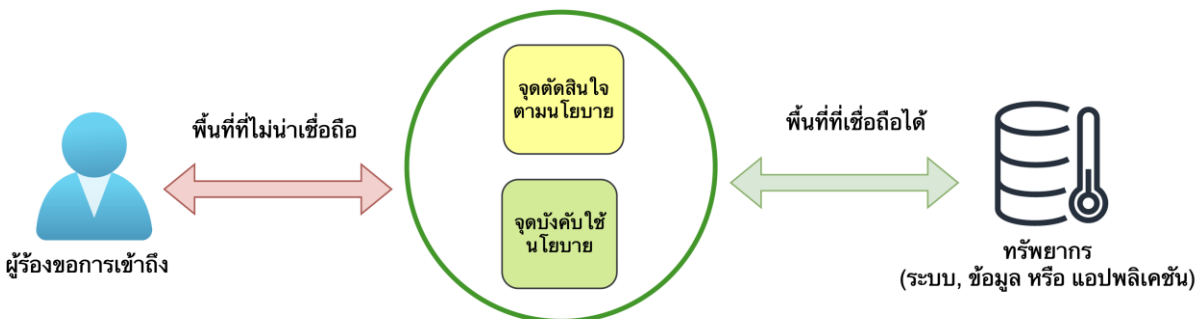 พื้นที่ที่ไม่น่าเชื่อถือ
ผู้ร้องขอการเข้าถึง
จุดตัดสินใจ
ตามนโยบาย
จุดบังคับใช้
นโยบาย
พื้นที่ที่เชื่อถือได้
ทรัพยากร
(ระบบ, ข้อมูล หรือ แอปพลิเคชัน)